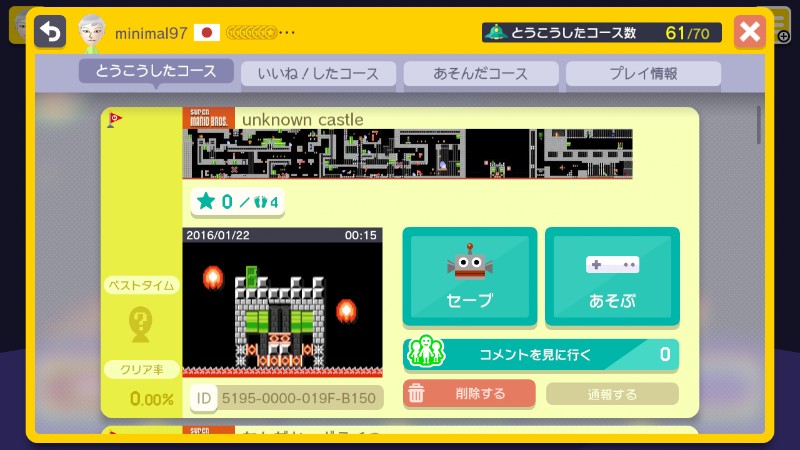 minimal97
とうこうしたコース数 61/70
とうこうしたコース
いいね!したコース
あそんだコース
プレイ情報
SUPER MARIO BROS.
unknown castle
0 / 4
2016/01/22 00:15
ベストタイム
クリア率
0.00%
セーブ
あそぶ
コメントを見に行く 0
ID 5195-0000-019F-B150
削除する
通報する
SUPER